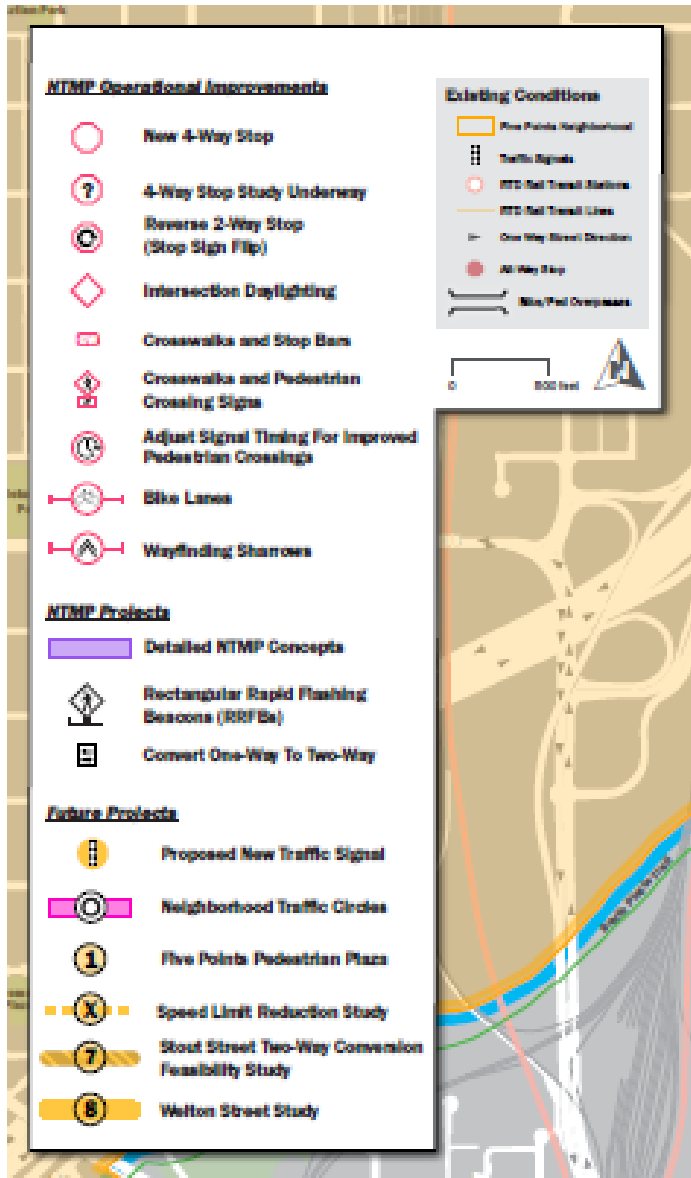 NTMP Operational Improvements
New 4-Way Stop
?
4-Way Stop Study Underway
Reverse 2-Way Stop
(Stop Sign Flip)
Intersection Daylighting
Crosswalks and Stop Bars
Crosswalks and Pedestrian
Crossing Signs
Adjust Signal Timing For Improved
Pedestrian Crossings
Bike Lanes
Wayfinding Sharrows
NTMP Projects
Detailed NTMP Concepts
Rectangular Rapid Flashing
Beacons (RRFBs)
Convert One-Way To Two-Way
Future Projects
Proposed New Traffic Signal
Neighborhood Traffic Circles
1
Five Points Pedestrian Plaza
X
Speed Limit Reduction Study
7
Stout Street Two-Way Conversion
Feasibility Study
8
Welton Street Study
Existing Conditions
Five Points Neighborhood
Traffic Signals
RTD Rail Transit Stations
RTD Rail Transit Lines
One Way Street Direction
All-Way Stop
Bike/Ped Overpasses
0
500 feet
N
Park